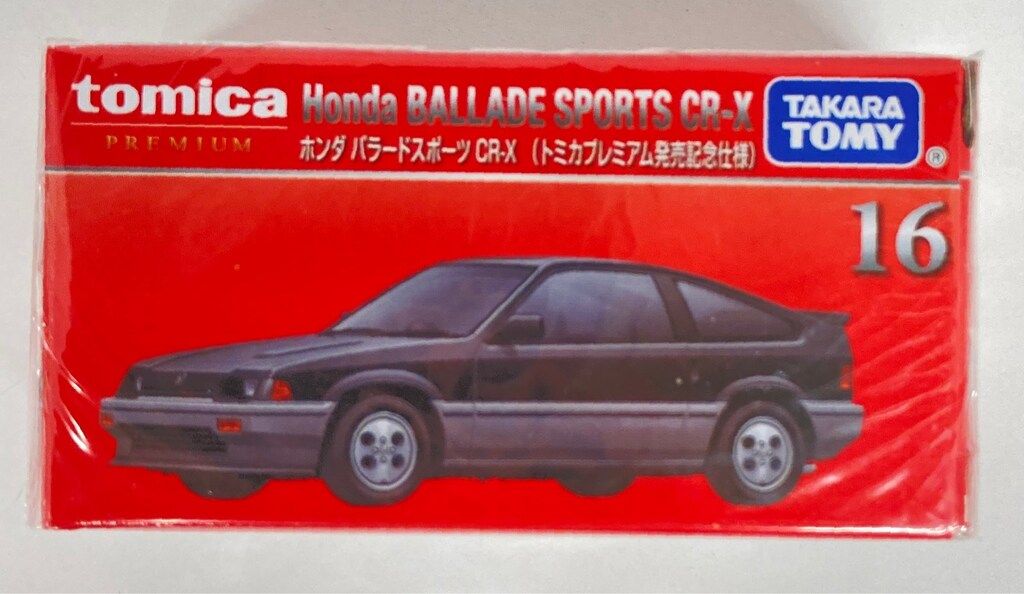 tomica
PREMIUM
Honda BALLADE SPORTS CR-X
ホンダ バラードスポーツ CR-X （トミカプレミアム発売記念仕様）
TAKARA
TOMY
®
16